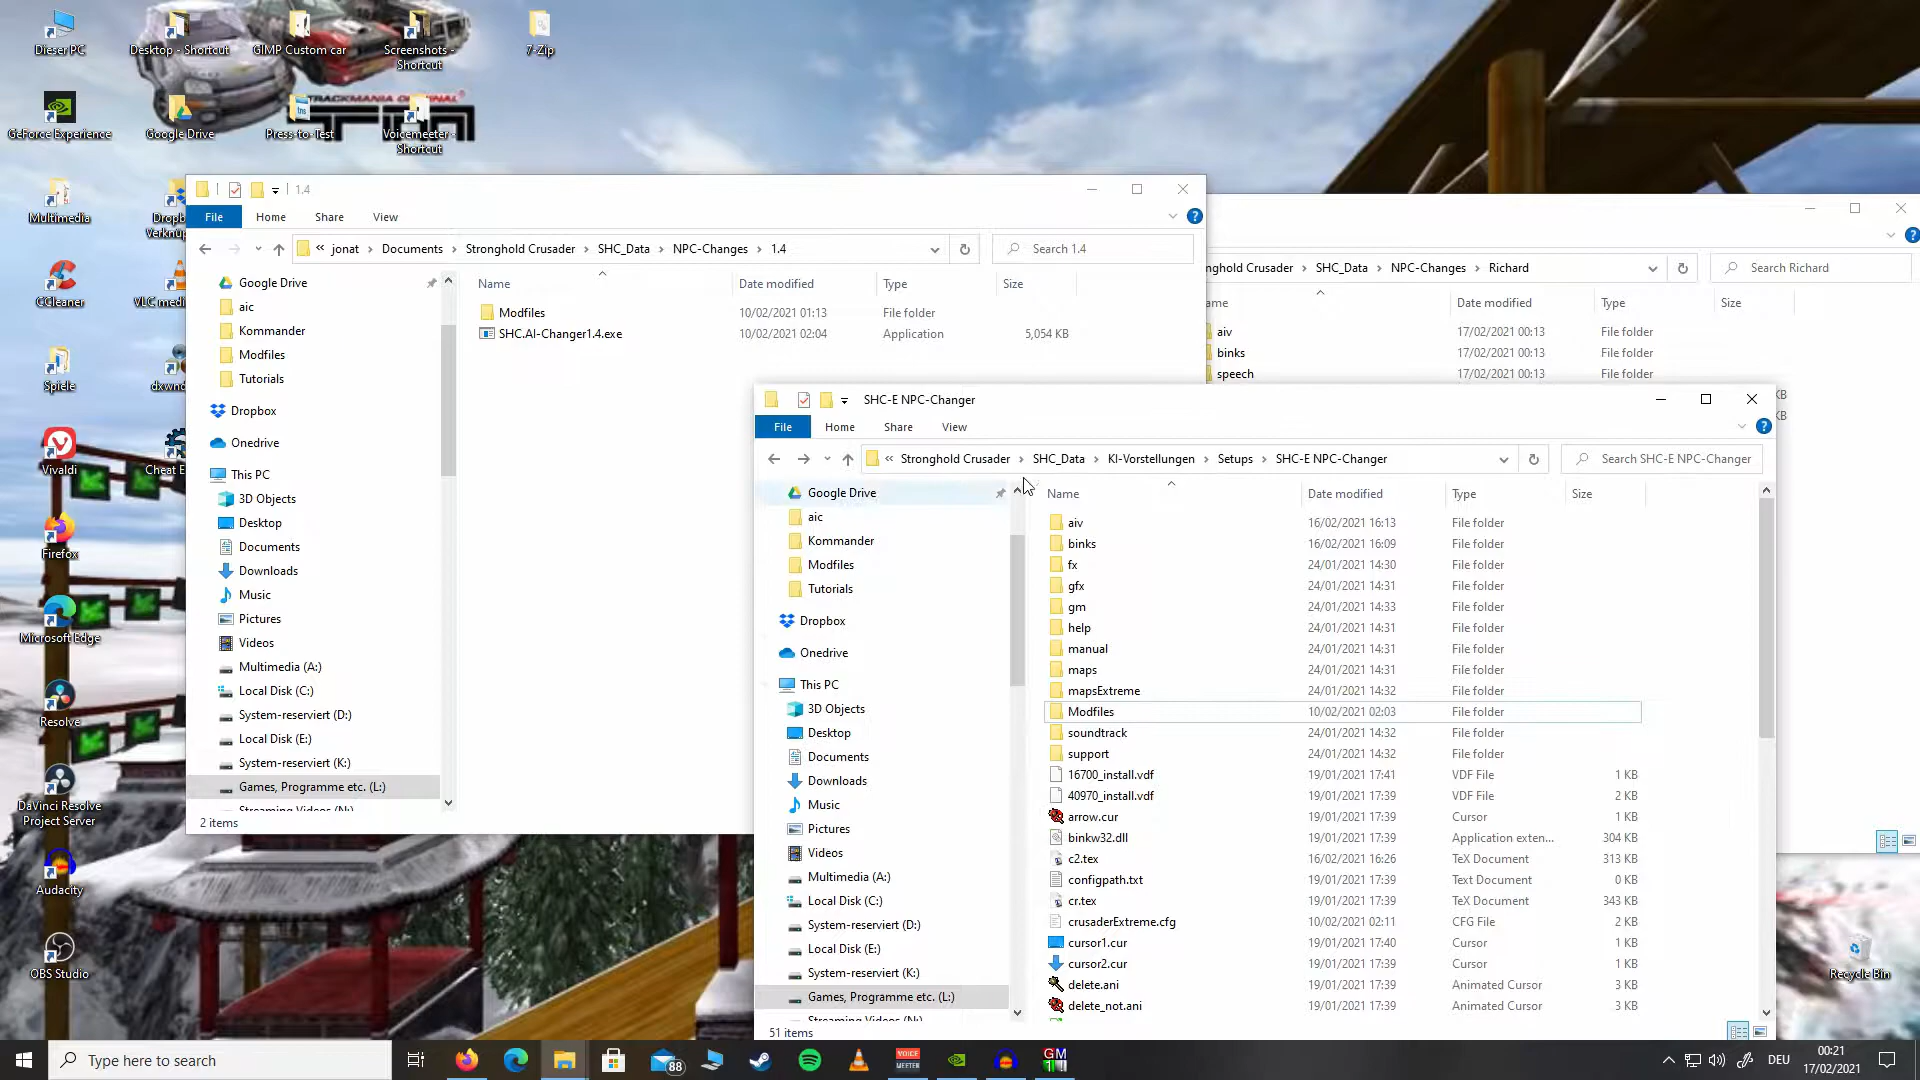 Dieser PC
Desktop - Shortcut
GIMP Custom car
Screenshots - Shortcut
7-Zip
TRACKMANIA ORIGINAL
GeForce Experience
Google Drive
Press-to-Test
Voicemeeter - Shortcut
Multimedia
CCleaner
Spiele
Vivaldi
Firefox
Microsoft Edge
Resolve
DaVinci Resolve Project Server
Audacity
OBS Studio
Recycle Bin
1.4
File Home Share View
jonat Documents Stronghold Crusader SHC_Data NPC-Changes 1.4
Search 1.4
Google Drive
aic
Kommander
Modfiles
Tutorials
Dropbox
Onedrive
This PC
3D Objects
Desktop
Documents
Downloads
Music
Pictures
Videos
Multimedia (A:)
Local Disk (C:)
System-reserviert (D:)
Local Disk (E:)
System-reserviert (K:)
Games, Programme etc. (L:)
Name Date modified Type Size
Modfiles 10/02/2021 01:13 File folder
SHC.AI-Changer1.4.exe 10/02/2021 02:04 Application 5,054 KB
2 items
nghold Crusader SHC_Data NPC-Changes Richard
Search Richard
ame Date modified Type Size
aiv 17/02/2021 00:13 File folder
binks 17/02/2021 00:13 File folder
speech 17/02/2021 00:13 File folder
KB
KB
SHC-E NPC-Changer
File Home Share View
Stronghold Crusader SHC_Data KI-Vorstellungen Setups SHC-E NPC-Changer
Search SHC-E NPC-Changer
Google Drive
aic
Kommander
Modfiles
Tutorials
Dropbox
Onedrive
This PC
3D Objects
Desktop
Documents
Downloads
Music
Pictures
Videos
Multimedia (A:)
Local Disk (C:)
System-reserviert (D:)
Local Disk (E:)
System-reserviert (K:)
Games, Programme etc. (L:)
Name Date modified Type Size
aiv 16/02/2021 16:13 File folder
binks 16/02/2021 16:09 File folder
fx 24/01/2021 14:30 File folder
gfx 24/01/2021 14:31 File folder
gm 24/01/2021 14:33 File folder
help 24/01/2021 14:31 File folder
manual 24/01/2021 14:31 File folder
maps 24/01/2021 14:31 File folder
mapsExtreme 24/01/2021 14:32 File folder
Modfiles 10/02/2021 02:03 File folder
soundtrack 24/01/2021 14:32 File folder
support 24/01/2021 14:32 File folder
16700_install.vdf 19/01/2021 17:41 VDF File 1 KB
40970_install.vdf 19/01/2021 17:39 VDF File 2 KB
arrow.cur 19/01/2021 17:39 Cursor 1 KB
binkw32.dll 19/01/2021 17:39 Application exten... 304 KB
c2.tex 16/02/2021 16:26 TeX Document 313 KB
configpath.txt 19/01/2021 17:39 Text Document 0 KB
cr.tex 19/01/2021 17:39 TeX Document 343 KB
crusaderExtreme.cfg 10/02/2021 02:11 CFG File 2 KB
cursor1.cur 19/01/2021 17:40 Cursor 1 KB
cursor2.cur 19/01/2021 17:39 Cursor 1 KB
delete.ani 19/01/2021 17:39 Animated Cursor 3 KB
delete_not.ani 19/01/2021 17:39 Animated Cursor 3 KB
51 items
Type here to search
88
VOICE MEETER
GM
DEU
00:21
17/02/2021